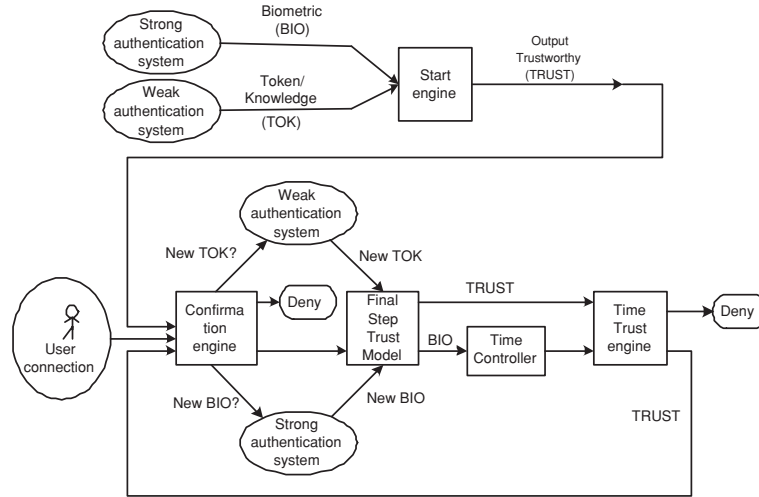 Strong
authentication
system
Biometric
(BIO)
Weak
authentication
system
Token/
Knowledge
(TOK)
Start
engine
Output
Trustworthy
(TRUST)
Weak
authentication
system
New TOK?
New TOK
User
connection
Confirma
tion
engine
Deny
Final
Step
Trust
Model
TRUST
BIO
Time
Controller
Time
Trust
engine
Deny
New BIO?
New BIO
Strong
authentication
system
TRUST